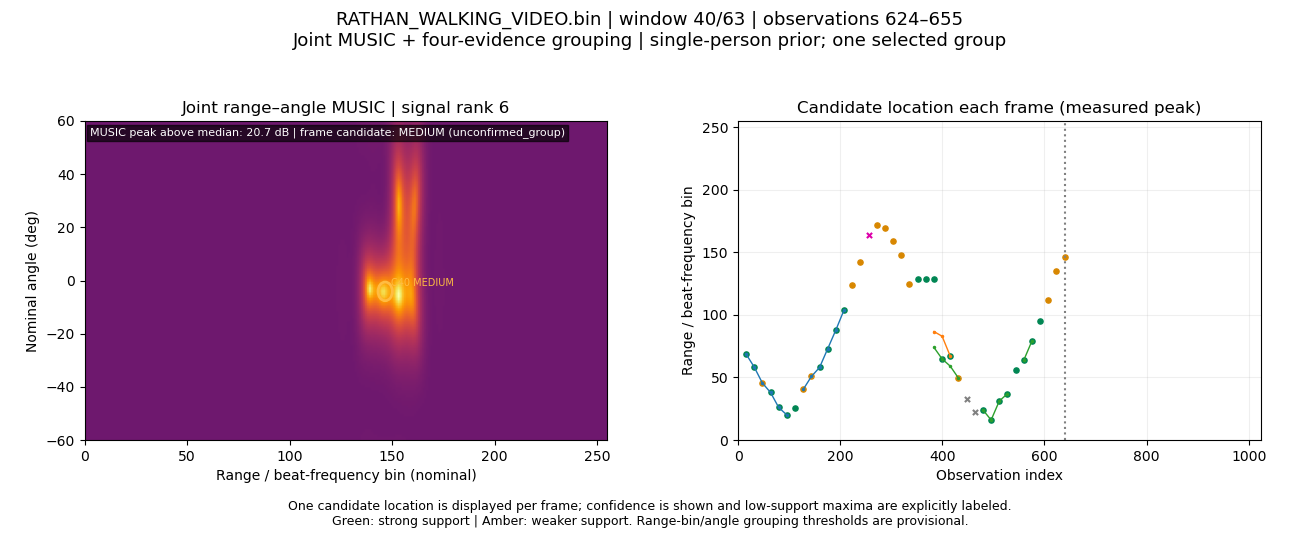 RATHAN_WALKING_VIDEO.bin | window 40/63 | observations 624–655
Joint MUSIC + four-evidence grouping | single-person prior; one selected group
Joint range–angle MUSIC | signal rank 6
MUSIC peak above median: 20.7 dB | frame candidate: MEDIUM (unconfirmed_group)
60
40
20
0
−20
−40
−60
Nominal angle (deg)
MEDIUM
0
50
100
150
200
250
Range / beat-frequency bin (nominal)
Candidate location each frame (measured peak)
250
200
150
100
50
0
Range / beat-frequency bin
0
200
400
600
800
1000
Observation index
One candidate location is displayed per frame; confidence is shown and low-support maxima are explicitly labeled.
Green: strong support | Amber: weaker support. Range-bin/angle grouping thresholds are provisional.